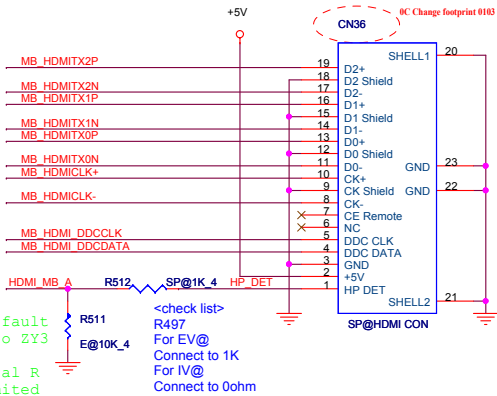 +5V
CN36
0C Change footprint 0103
SHELL1 20
MB_HDMITX2P 19 D2+
18 D2 Shield
MB_HDMITX2N 17 D2-
MB_HDMITX1P 16 D1+
15 D1 Shield
MB_HDMITX1N 14 D1-
MB_HDMITX0P 13 D0+
12 D0 Shield
MB_HDMITX0N 11 D0- GND 23
MB_HDMICLK+ 10 CK+
9 CK Shield GND 22
MB_HDMICLK- 8 CK-
7 CE Remote
6 NC
MB_HDMI_DDCCLK 5 DDC CLK
MB_HDMI_DDCDATA 4 DDC DATA
3 GND
2 +5V
HDMI_MB_A R512 SP@1K_4 HP_DET 1 HP DET
SHELL2 21
SP@HDMI CON
fault
o ZY3
al R
ited
R511
E@10K_4
<check list>
R497
For EV@
Connect to 1K
For IV@
Connect to 0ohm